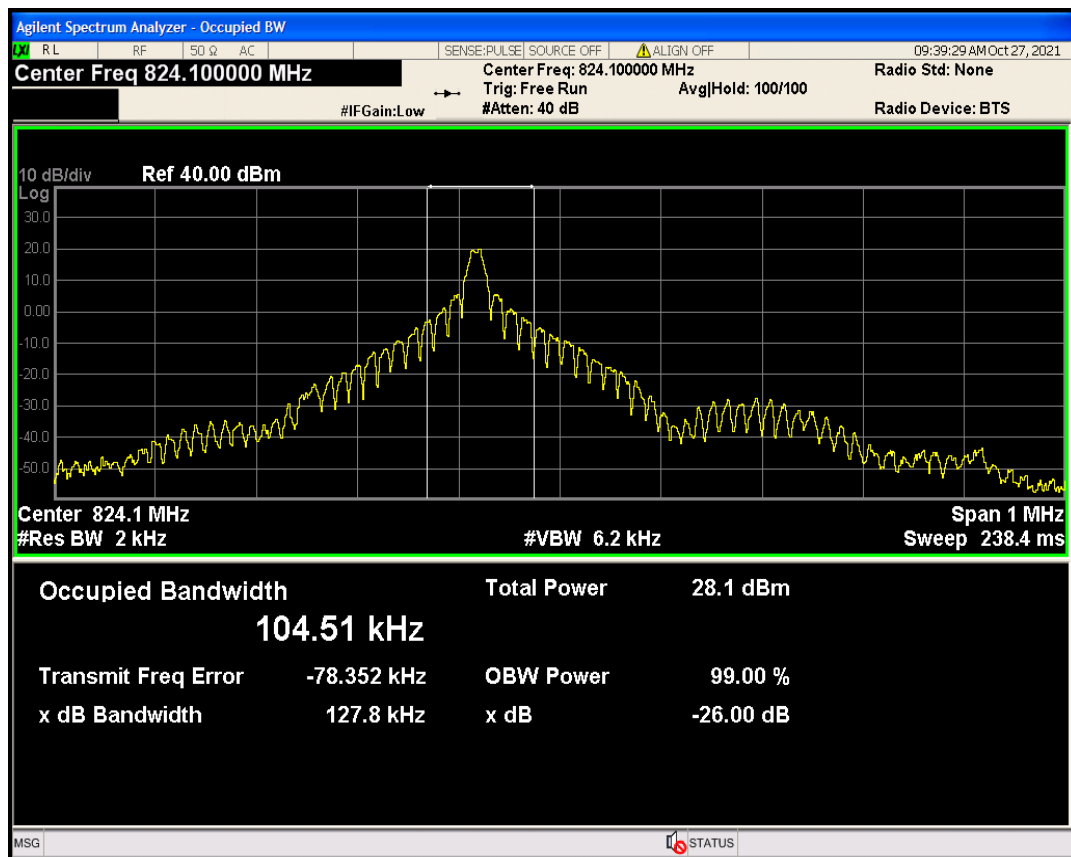 Agilent Spectrum Analyzer - Occupied BW
LXI RL RF 50 Ω AC SENSE:PULSE SOURCE OFF ALIGN OFF 09:39:29 AM Oct 27, 2021
Center Freq 824.100000 MHz Center Freq: 824.100000 MHz Radio Std: None
Trig: Free Run Avg|Hold: 100/100
#IFGain:Low #Atten: 40 dB Radio Device: BTS
10 dB/div Ref 40.00 dBm
Log
30.0
20.0
10.0
0.00
-10.0
-20.0
-30.0
-40.0
-50.0
Center 824.1 MHz Span 1 MHz
#Res BW 2 kHz #VBW 6.2 kHz Sweep 238.4 ms
Occupied Bandwidth Total Power 28.1 dBm
104.51 kHz
Transmit Freq Error -78.352 kHz OBW Power 99.00 %
x dB Bandwidth 127.8 kHz x dB -26.00 dB
MSG STATUS